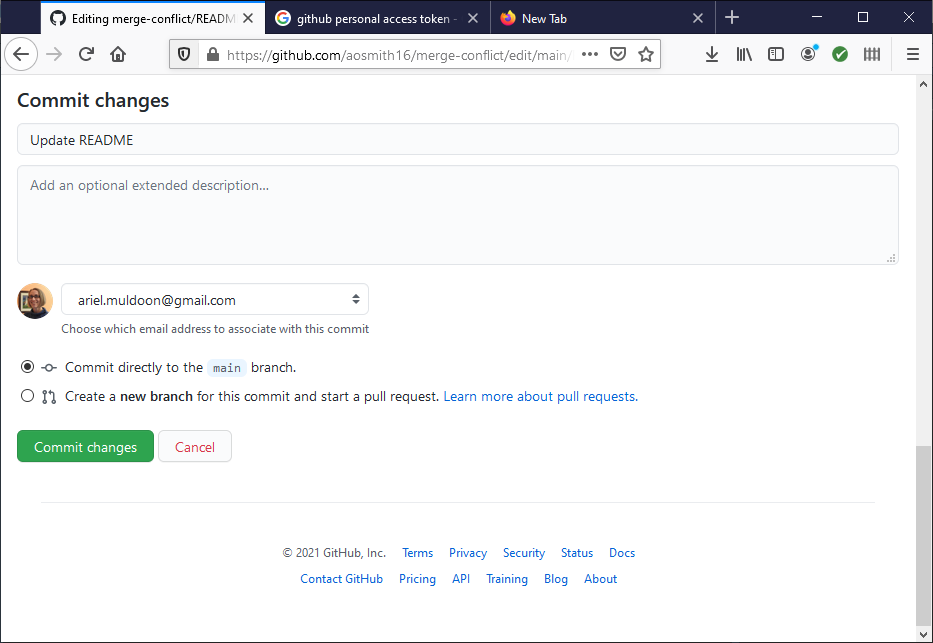 Editing merge-conflict/READM
github personal access token -
New Tab
https://github.com/aosmith16/merge-conflict/edit/main/
Commit changes
Update README
Add an optional extended description...
ariel.muldoon@gmail.com
Choose which email address to associate with this commit
Commit directly to the main branch.
Create a new branch for this commit and start a pull request. Learn more about pull requests.
Commit changes Cancel
© 2021 GitHub, Inc. Terms Privacy Security Status Docs
Contact GitHub Pricing API Training Blog About